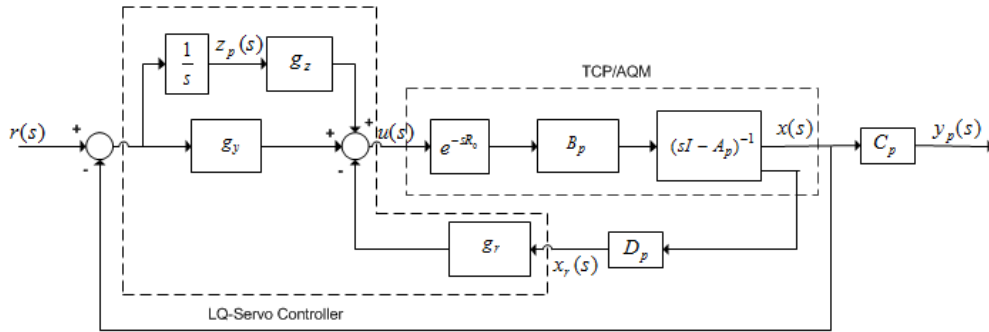 1/s
z_p(s)
g_z
TCP/AQM
r(s)
+
-
g_y
+
+
-
u(s)
e^{-sR_0}
B_p
(sI - A_p)^{-1}
x(s)
C_p
y_p(s)
g_r
x_r(s)
D_p
LQ-Servo Controller